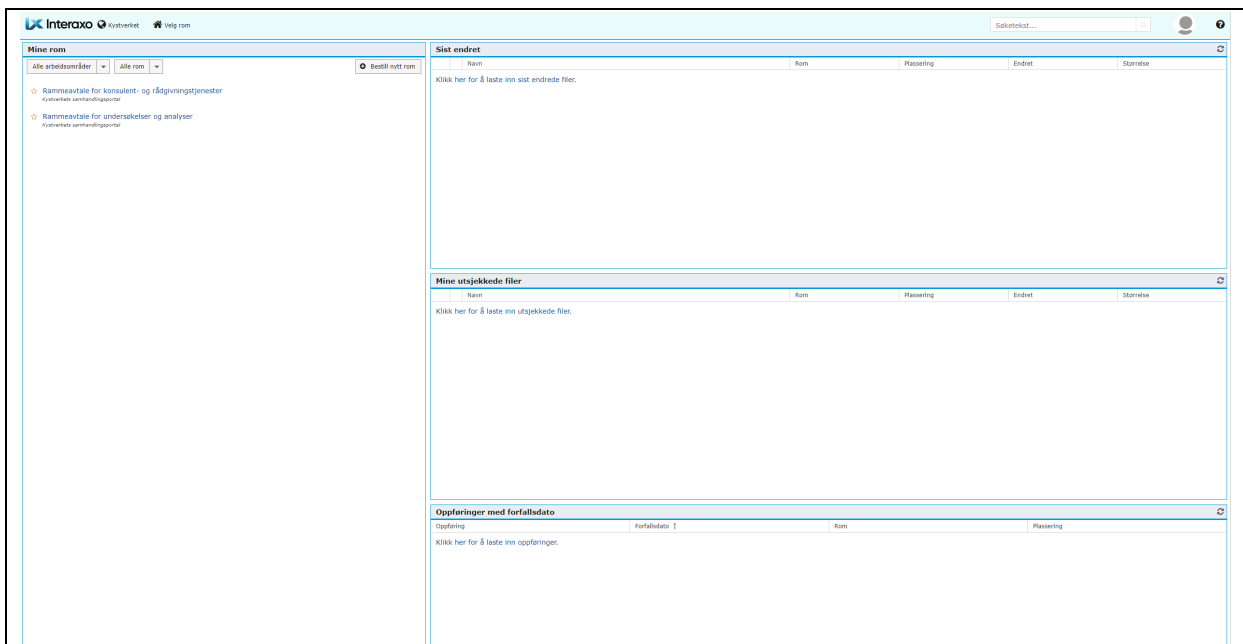 Interaxo Kystverket Velg rom Søketekst...
Mine rom
Alle arbeidsområder Alle rom Bestill nytt rom
Rammeavtale for konsulent- og rådgivningstjenester
Kystverkets samhandlingsportal
Rammeavtale for undersøkelser og analyser
Kystverkets samhandlingsportal
Sist endret
Navn Rom Plassering Endret Størrelse
Klikk her for å laste inn sist endrede filer.
Mine utsjekkede filer
Navn Rom Plassering Endret Størrelse
Klikk her for å laste inn utsjekkede filer.
Oppføringer med forfallsdato
Oppføring Forfallsdato Rom Plassering
Klikk her for å laste inn oppføringer.